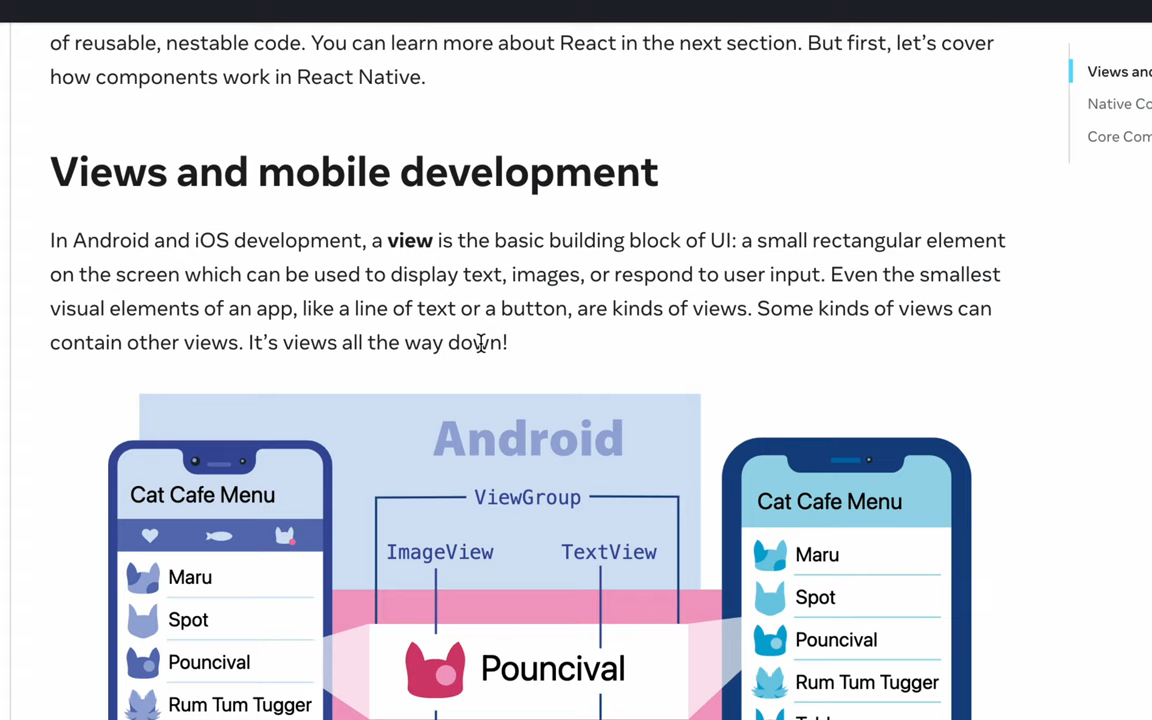 of reusable, nestable code. You can learn more about React in the next section. But first, let’s cover
how components work in React Native.
Views and
Native Co
Core Com
Views and mobile development
In Android and iOS development, a view is the basic building block of UI: a small rectangular element
on the screen which can be used to display text, images, or respond to user input. Even the smallest
visual elements of an app, like a line of text or a button, are kinds of views. Some kinds of views can
contain other views. It’s views all the way down!
Android
Cat Cafe Menu
Maru
Spot
Pouncival
Rum Tum Tugger
ViewGroup
ImageView TextView
Pouncival
Cat Cafe Menu
Maru
Spot
Pouncival
Rum Tum Tugger